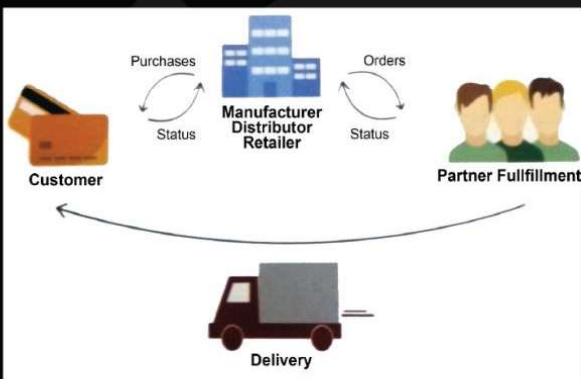 Purchases
Orders
Status
Status
Manufacturer
Distributor
Retailer
Customer
Partner Fullfillment
Delivery